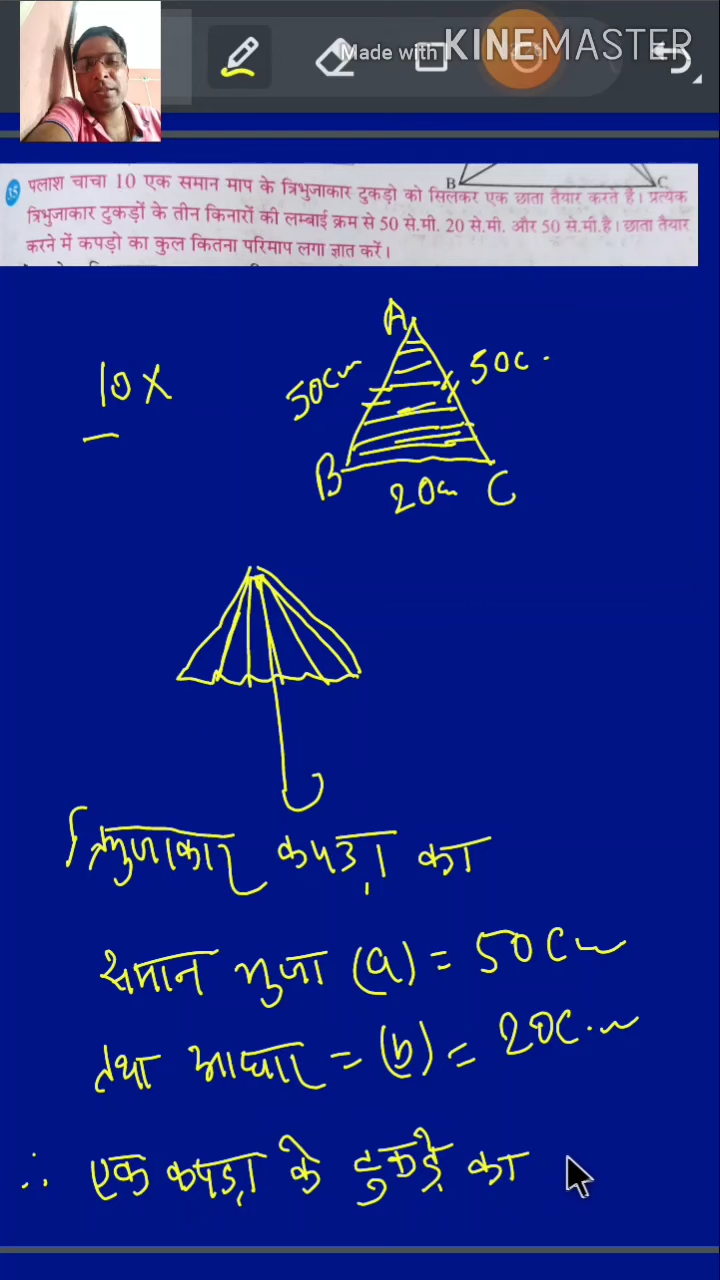 Made with KINEMASTER
B C
15 पलाश चाचा 10 एक समान माप के त्रिभुजाकार टुकड़ो को सिलकर एक छाता तैयार करते है। प्रत्येक
त्रिभुजाकार टुकड़ों के तीन किनारों की लम्बाई क्रम से 50 से.मी. 20 से.मी. और 50 से.मी.है। छाता तैयार
करने में कपड़ो का कुल कितना परिमाप लगा ज्ञात करें।
A
10 X 50cm 50c.
B 20cm C
त्रिभुजाकार कपड़ा का
समान भुजा (a) = 50cm
तथा आधार = (b) = 20c.m
∴ एक कपड़ा के टुकड़े का